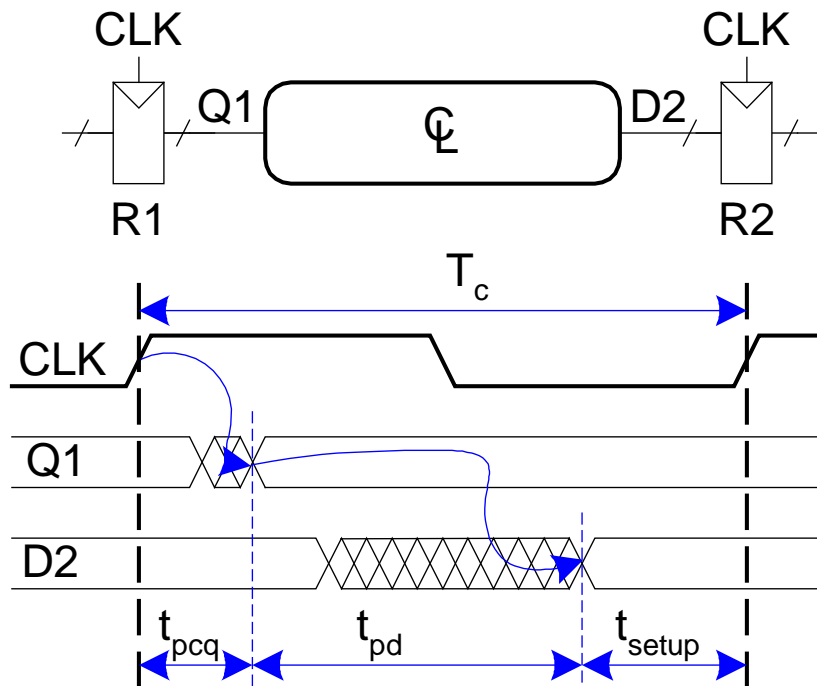 CLK CLK
Q1 CL D2
R1 R2
Tc
CLK
Q1
D2
tpcq tpd tsetup